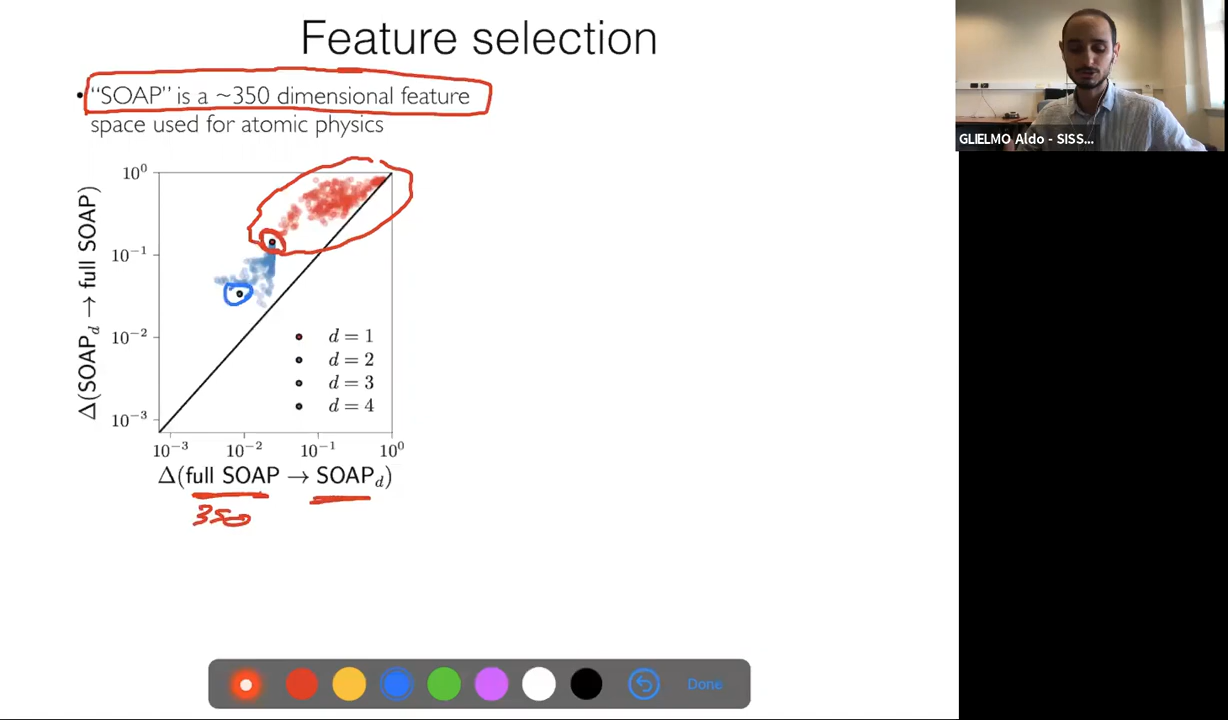 Feature selection
• "SOAP" is a ~350 dimensional feature
space used for atomic physics
GLIELMO Aldo - SISS...
Δ(SOAP_d → full SOAP)
10⁰
10⁻¹
10⁻²
10⁻³
d = 1
d = 2
d = 3
d = 4
10⁻³ 10⁻² 10⁻¹ 10⁰
Δ(full SOAP → SOAP_d)
350
Done